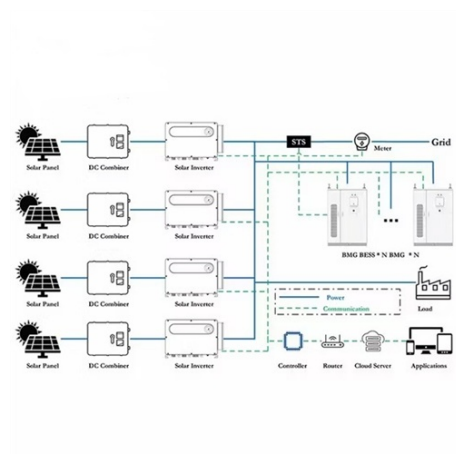 STS
Meter
Grid
Solar Panel
DC Combiner
Solar Inverter
Solar Panel
DC Combiner
Solar Inverter
BMG BESS * N BMG * N
Solar Panel
DC Combiner
Solar Inverter
Power
Communication
Load
Solar Panel
DC Combiner
Solar Inverter
Controller
Router
Cloud Server
Applications